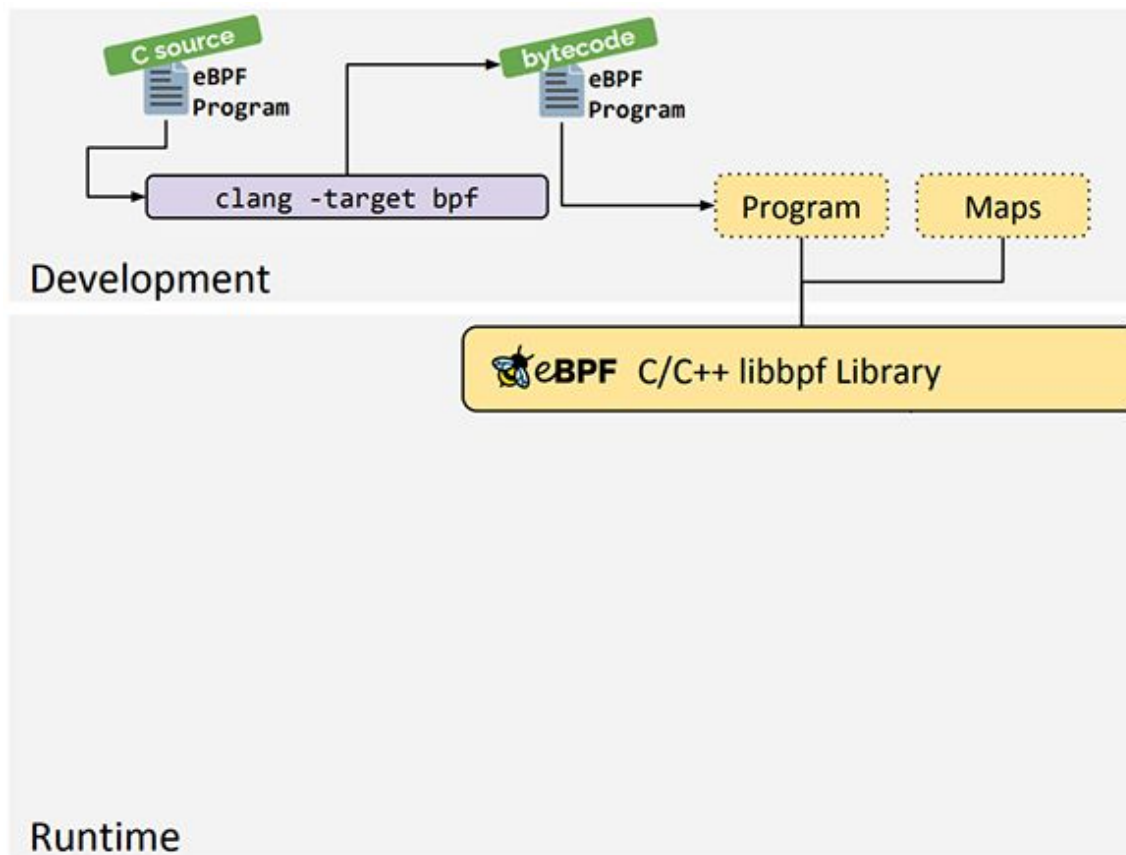 C source
eBPF
Program
bytecode
eBPF
Program
clang -target bpf
Program
Maps
Development
eBPF C/C++ libbpf Library
Runtime